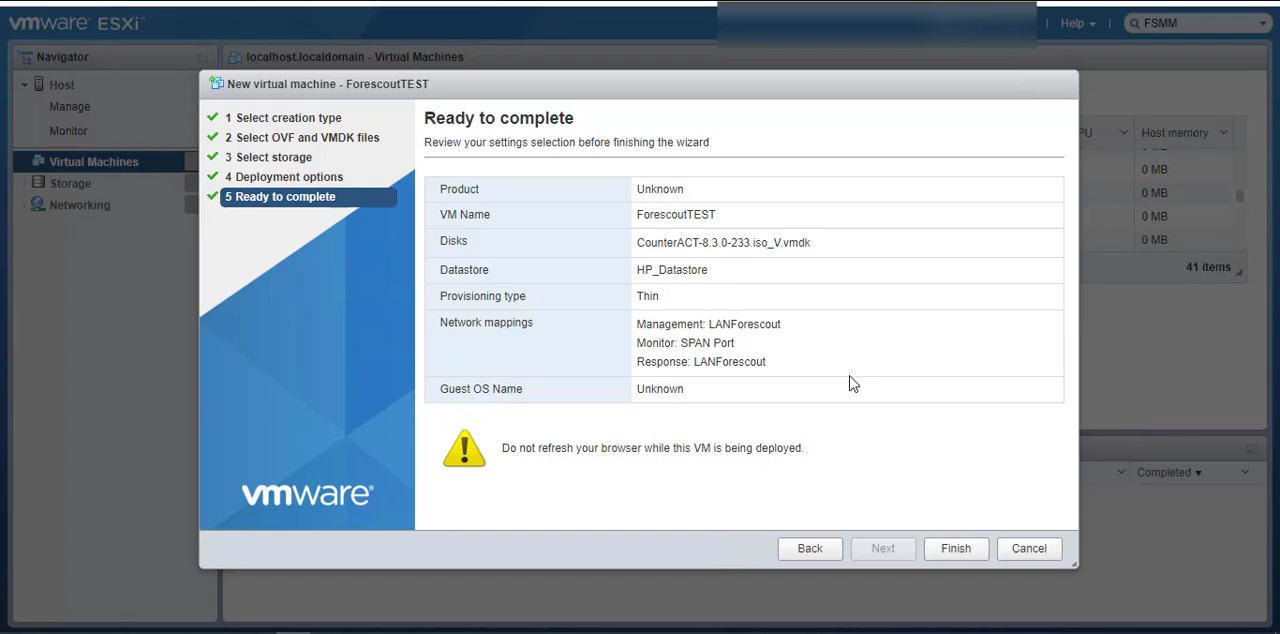 vmware ESXi™
Help
FSMM
Navigator
localhost.localdomain - Virtual Machines
Host
Manage
Monitor
Virtual Machines
Storage
Networking
New virtual machine - ForescoutTEST
1 Select creation type
2 Select OVF and VMDK files
3 Select storage
4 Deployment options
5 Ready to complete
Ready to complete
Review your settings selection before finishing the wizard
Product Unknown
VM Name ForescoutTEST
Disks CounterACT-8.3.0-233.iso_V.vmdk
Datastore HP_Datastore
Provisioning type Thin
Network mappings Management: LANForescout
Monitor: SPAN Port
Response: LANForescout
Guest OS Name Unknown
Do not refresh your browser while this VM is being deployed.
vmware®
Back Next Finish Cancel
Host memory
0 MB
0 MB
0 MB
41 items
Completed